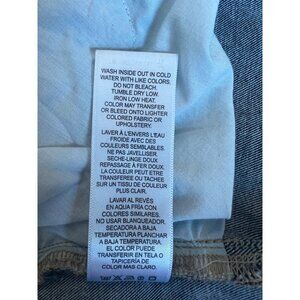 WASH INSIDE OUT IN COLD
WATER WITH LIKE COLORS.
DO NOT BLEACH.
TUMBLE DRY LOW.
IRON LOW HEAT.
COLOR MAY TRANSFER
OR BLEED ONTO LIGHTER
COLORED FABRIC OR
UPHOLSTERY.
LAVER À L'ENVERS L'EAU
FROIDE AVEC DES
COULEURS SEMBLABLES.
NE PAS JAVELLISER.
SECHE-LINGE DOUX.
REPASSAGE À FER DOUX.
LA COULEUR PEUT ETRE
TRANSFEREE OU TACHEE
SUR UN TISSU DE COULEUR
PLUS CLAIR.
LAVAR AL REVÉS
EN AQUA FRÍA CON
COLORES SIMILARES.
NO USAR BLANQUEADOR.
SECADORA A BAJA
TEMPERATURA PLANCHAR
A BAJA TEMPERATURA.
EL COLOR PUEDE
TRANSFERIR EN TELA O
TAPICERÍA DE
COLOR MAS CLARO.